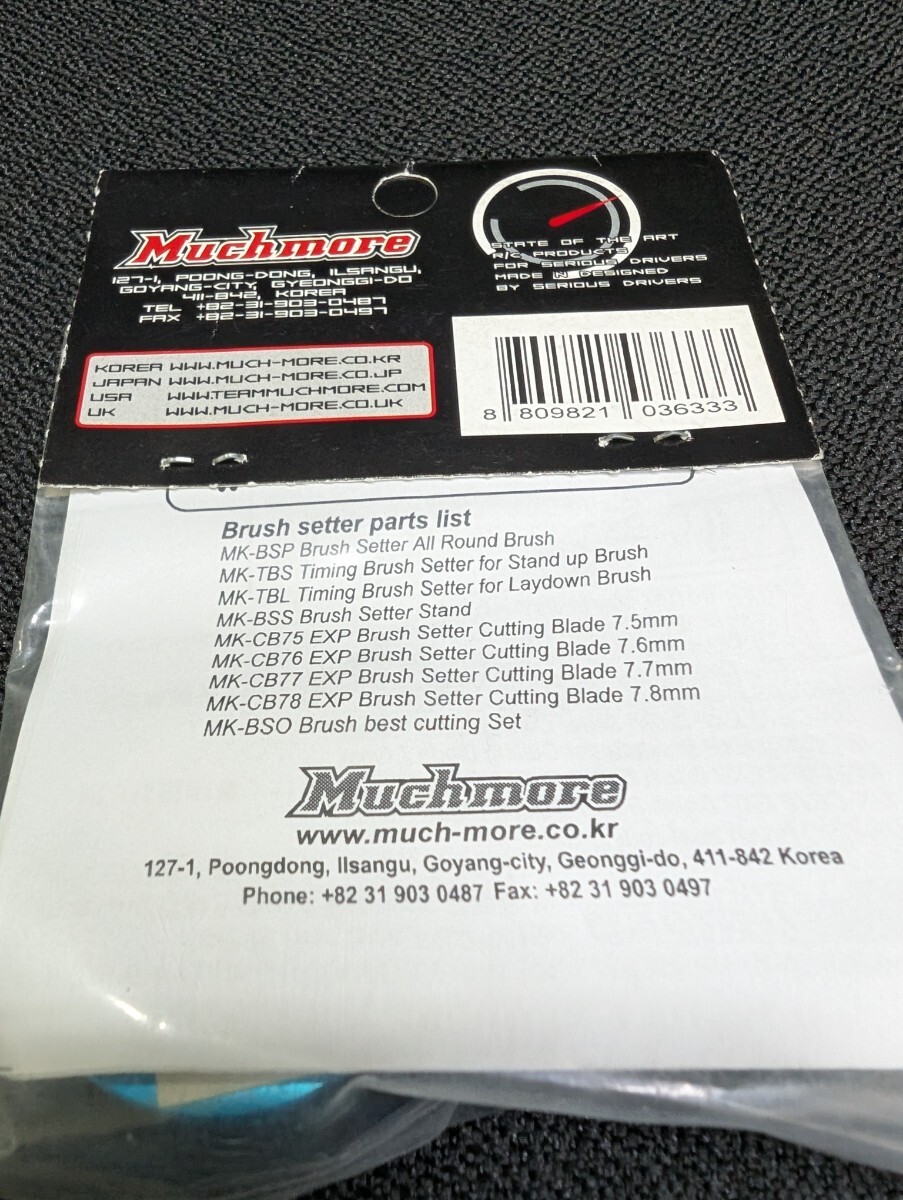 Muchmore
127-1, POONG-DONG, ILSANGU,
GOYANG-CITY, GYEONGGI-DO
411-842, KOREA
TEL +82-31-903-0487
FAX +82-31-903-0497
KOREA WWW.MUCH-MORE.CO.KR
JAPAN WWW.MUCH-MORE.CO.JP
USA WWW.TEAMMUCHMORE.COM
UK WWW.MUCH-MORE.CO.UK
STATE OF THE ART
R/C PRODUCTS
FOR SERIOUS DRIVERS
MADE N DESIGNED
BY SERIOUS DRIVERS
8 809821 036333
Brush setter parts list
MK-BSP Brush Setter All Round Brush
MK-TBS Timing Brush Setter for Stand up Brush
MK-TBL Timing Brush Setter for Laydown Brush
MK-BSS Brush Setter Stand
MK-CB75 EXP Brush Setter Cutting Blade 7.5mm
MK-CB76 EXP Brush Setter Cutting Blade 7.6mm
MK-CB77 EXP Brush Setter Cutting Blade 7.7mm
MK-CB78 EXP Brush Setter Cutting Blade 7.8mm
MK-BSO Brush best cutting Set
Muchmore
www.much-more.co.kr
127-1, Poongdong, Ilsangu, Goyang-city, Geonggi-do, 411-842 Korea
Phone: +82 31 903 0487 Fax: +82 31 903 0497